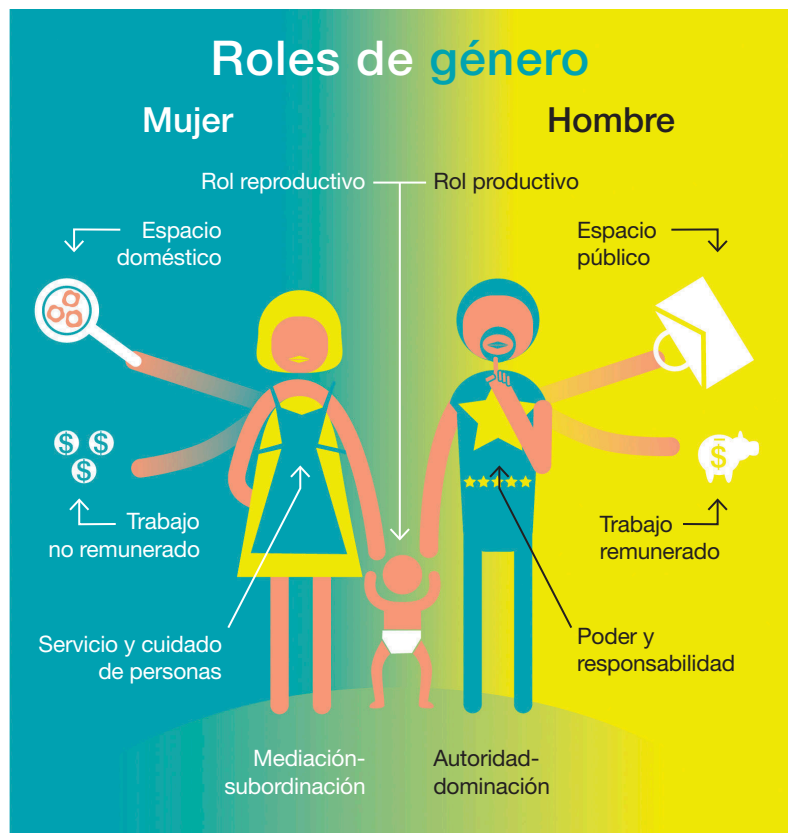 Roles de género
Mujer
Hombre
Rol reproductivo
Rol productivo
Espacio
doméstico
Espacio
público
$ $
$
$
Trabajo
no remunerado
Trabajo
remunerado
Servicio y cuidado
de personas
Poder y
responsabilidad
Mediación-
subordinación
Autoridad-
dominación